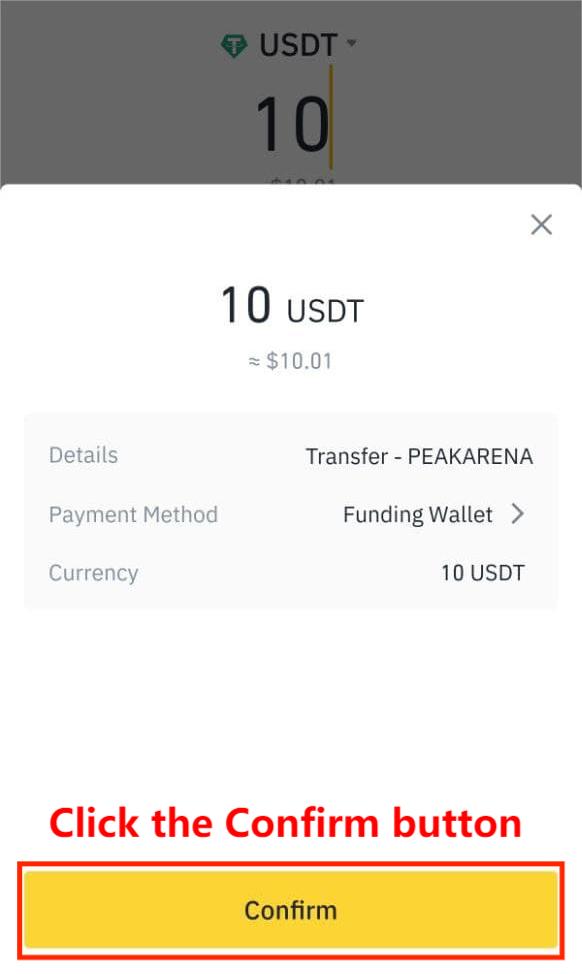 USDT
10
$10.01
10 USDT
≈ $10.01
Details Transfer - PEAKARENA
Payment Method Funding Wallet
Currency 10 USDT
Click the Confirm button
Confirm